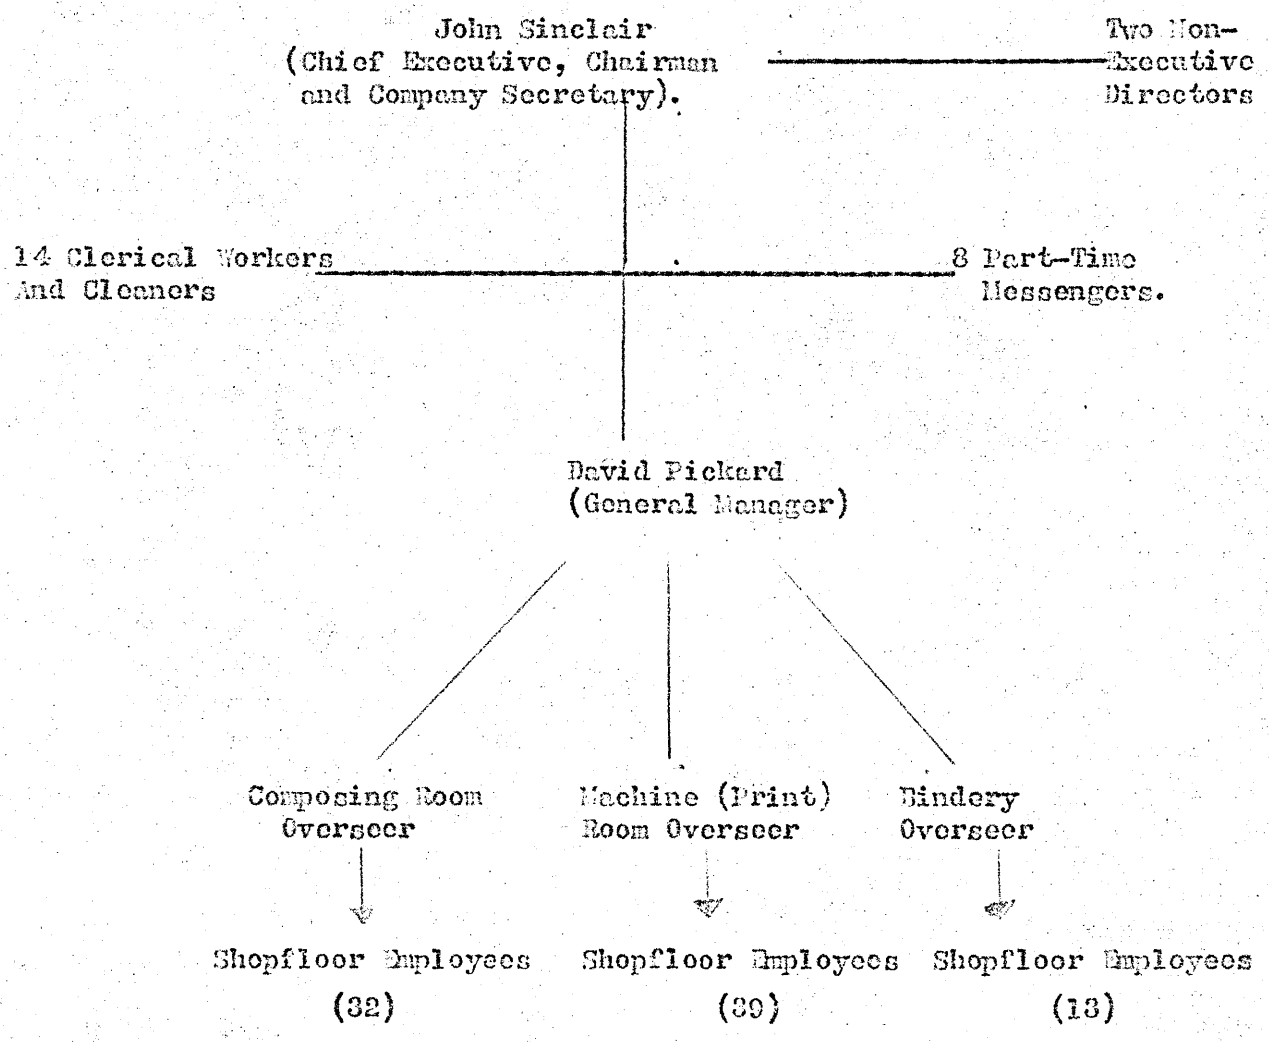 John Sinclair
(Chief Executive, Chairman
and Company Secretary).
Two Non-
Executive
Directors
14 Clerical Workers
And Cleaners
8 Part-Time
Messengers.
David Pickard
(General Manager)
Composing Room
Overseer
Machine (Print)
Room Overseer
Bindery
Overseer
Shopfloor Employees
Shopfloor Employees
Shopfloor Employees
(32)
(39)
(13)